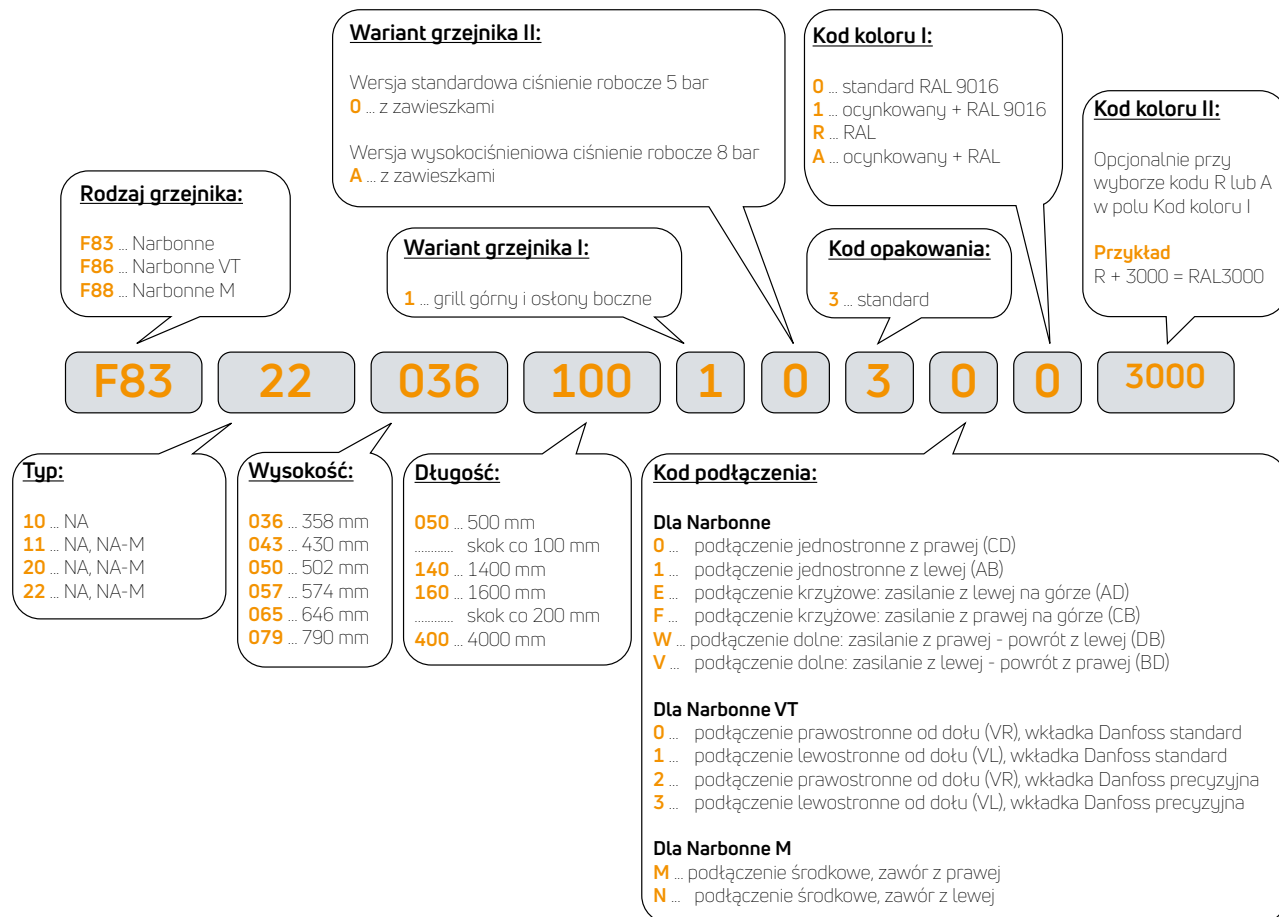 Wariant grzejnika II:
Wersja standardowa ciśnienie robocze 5 bar
0 ... z zawieszkami
Wersja wysokociśnieniowa ciśnienie robocze 8 bar
A ... z zawieszkami
Kod koloru I:
0 ... standard RAL 9016
1 ... ocynkowany + RAL 9016
R ... RAL
A ... ocynkowany + RAL
Kod koloru II:
Opcjonalnie przy
wyborze kodu R lub A
w polu Kod koloru I
Przykład
R + 3000 = RAL3000
Rodzaj grzejnika:
F83 ... Narbonne
F86 ... Narbonne VT
F88 ... Narbonne M
Wariant grzejnika I:
1 ... grill górny i osłony boczne
Kod opakowania:
3 ... standard
F83 22 036 100 1 0 3 0 0 3000
Typ:
10 ... NA
11 ... NA, NA-M
20 ... NA, NA-M
22 ... NA, NA-M
Wysokość:
036 ... 358 mm
043 ... 430 mm
050 ... 502 mm
057 ... 574 mm
065 ... 646 mm
079 ... 790 mm
Długość:
050 ... 500 mm
............ skok co 100 mm
140 ... 1400 mm
160 ... 1600 mm
............ skok co 200 mm
400 ... 4000 mm
Kod podłączenia:
Dla Narbonne
0 ... podłączenie jednostronne z prawej (CD)
1 ... podłączenie jednostronne z lewej (AB)
E ... podłączenie krzyżowe: zasilanie z lewej na górze (AD)
F ... podłączenie krzyżowe: zasilanie z prawej na górze (CB)
W ... podłączenie dolne: zasilanie z prawej - powrót z lewej (DB)
V ... podłączenie dolne: zasilanie z lewej - powrót z prawej (BD)
Dla Narbonne VT
0 ... podłączenie prawostronne od dołu (VR), wkładka Danfoss standard
1 ... podłączenie lewostronne od dołu (VL), wkładka Danfoss standard
2 ... podłączenie prawostronne od dołu (VR), wkładka Danfoss precyzyjna
3 ... podłączenie lewostronne od dołu (VL), wkładka Danfoss precyzyjna
Dla Narbonne M
M ... podłączenie środkowe, zawór z prawej
N ... podłączenie środkowe, zawór z lewej